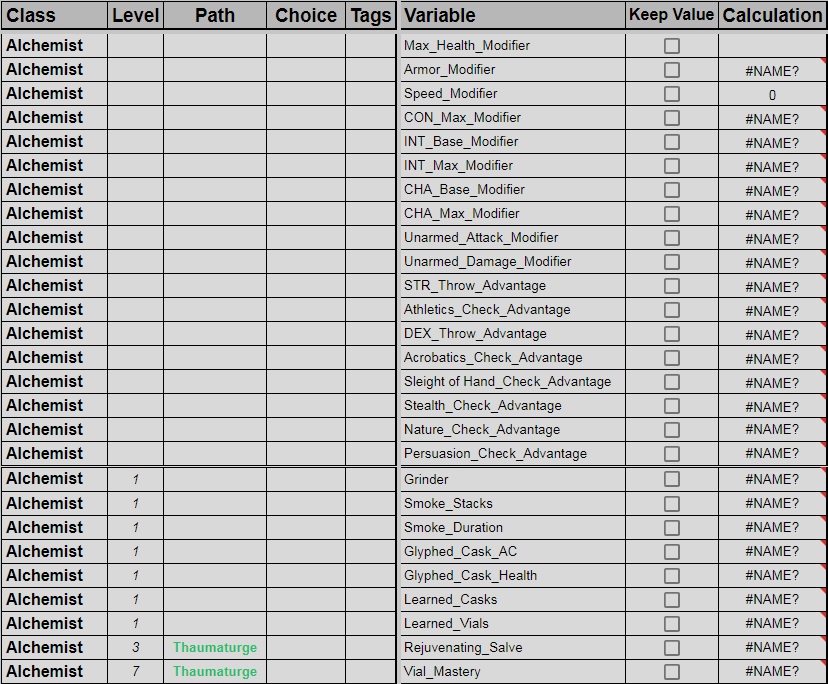 Class Level Path Choice Tags Variable Keep Value Calculation
Alchemist Max_Health_Modifier
Alchemist Armor_Modifier #NAME?
Alchemist Speed_Modifier 0
Alchemist CON_Max_Modifier #NAME?
Alchemist INT_Base_Modifier #NAME?
Alchemist INT_Max_Modifier #NAME?
Alchemist CHA_Base_Modifier #NAME?
Alchemist CHA_Max_Modifier #NAME?
Alchemist Unarmed_Attack_Modifier #NAME?
Alchemist Unarmed_Damage_Modifier #NAME?
Alchemist STR_Throw_Advantage #NAME?
Alchemist Athletics_Check_Advantage #NAME?
Alchemist DEX_Throw_Advantage #NAME?
Alchemist Acrobatics_Check_Advantage #NAME?
Alchemist Sleight of Hand_Check_Advantage #NAME?
Alchemist Stealth_Check_Advantage #NAME?
Alchemist Nature_Check_Advantage #NAME?
Alchemist Persuasion_Check_Advantage #NAME?
Alchemist 1 Grinder #NAME?
Alchemist 1 Smoke_Stacks #NAME?
Alchemist 1 Smoke_Duration #NAME?
Alchemist 1 Glyphed_Cask_AC #NAME?
Alchemist 1 Glyphed_Cask_Health #NAME?
Alchemist 1 Learned_Casks #NAME?
Alchemist 1 Learned_Vials #NAME?
Alchemist 3 Thaumaturge Rejuvenating_Salve #NAME?
Alchemist 7 Thaumaturge Vial_Mastery #NAME?